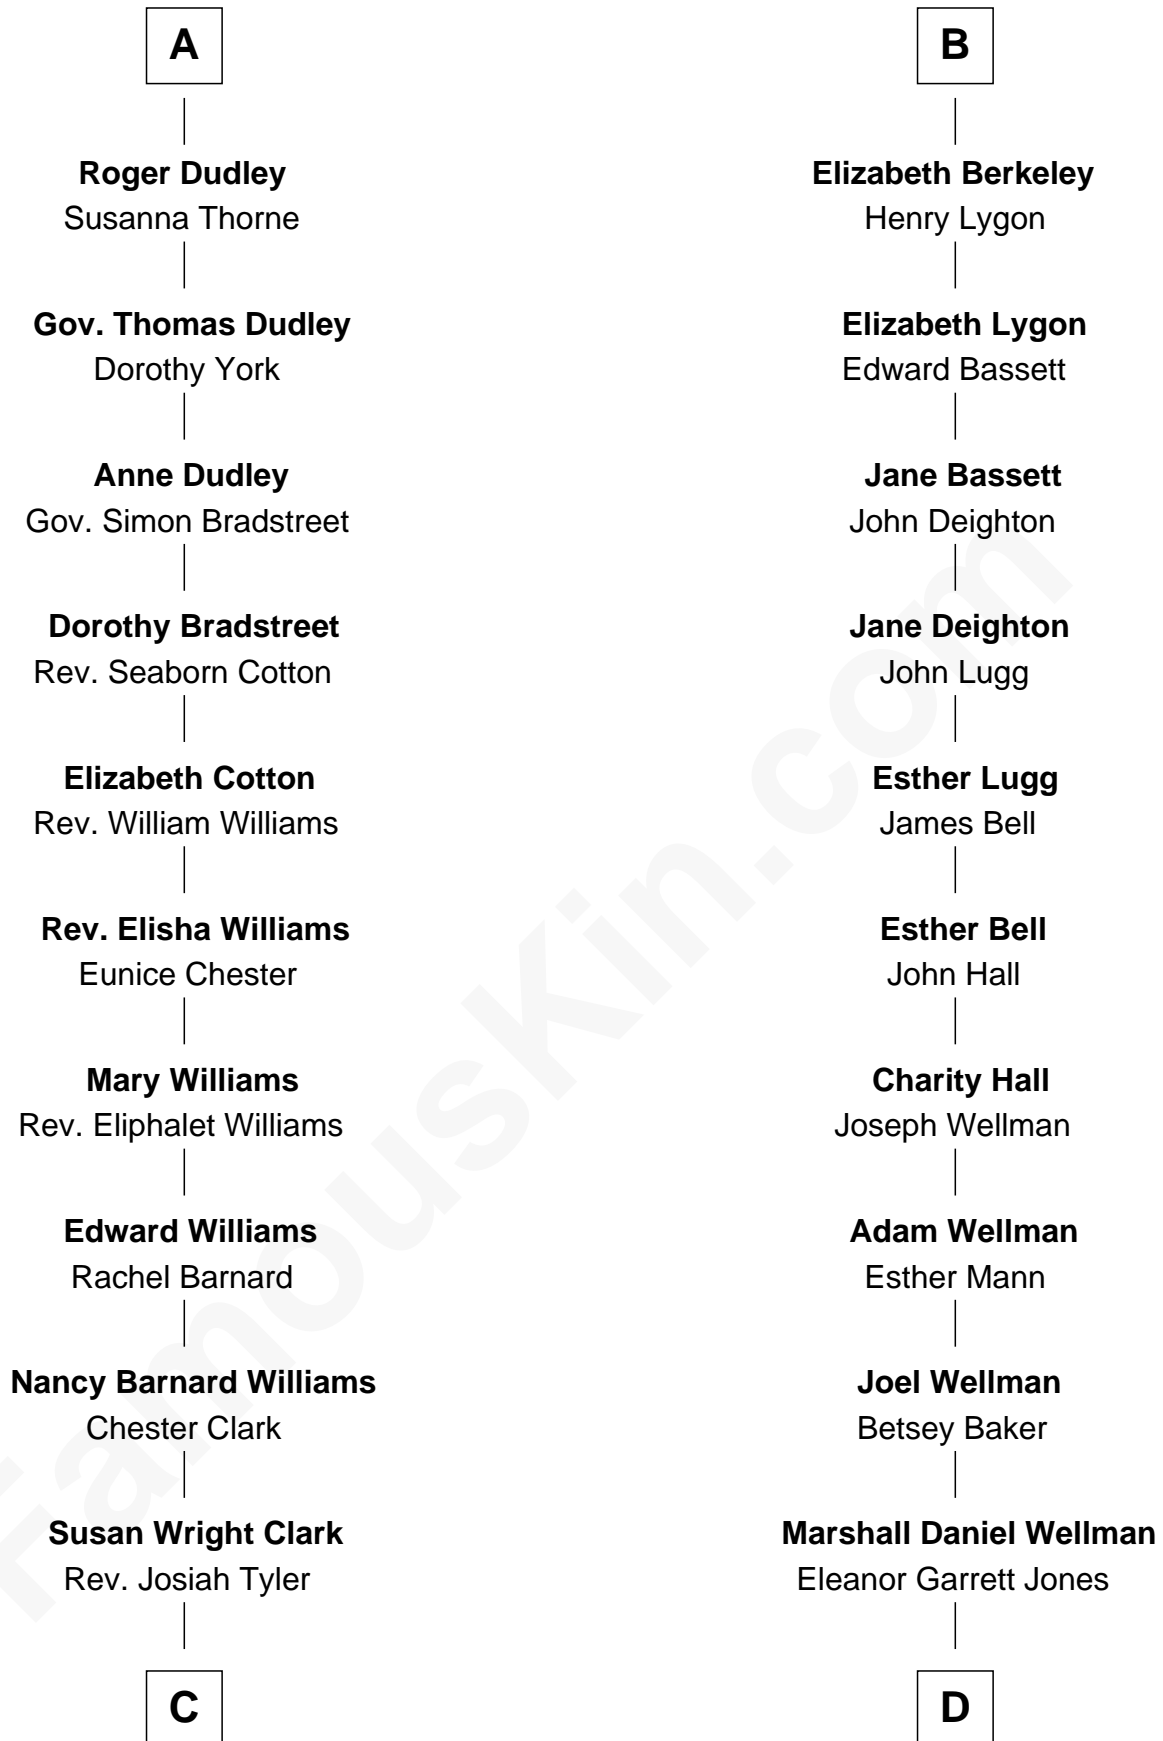 A
Roger Dudley
Susanna Thorne
Gov. Thomas Dudley
Dorothy York
Anne Dudley
Gov. Simon Bradstreet
Dorothy Bradstreet
Rev. Seaborn Cotton
Elizabeth Cotton
Rev. William Williams
Rev. Elisha Williams
Eunice Chester
Mary Williams
Rev. Eliphalet Williams
Edward Williams
Rachel Barnard
Nancy Barnard Williams
Chester Clark
Susan Wright Clark
Rev. Josiah Tyler
C
B
Elizabeth Berkeley
Henry Lygon
Elizabeth Lygon
Edward Bassett
Jane Bassett
John Deighton
Jane Deighton
John Lugg
Esther Lugg
James Bell
Esther Bell
John Hall
Charity Hall
Joseph Wellman
Adam Wellman
Esther Mann
Joel Wellman
Betsey Baker
Marshall Daniel Wellman
Eleanor Garrett Jones
D
FamousKin.com